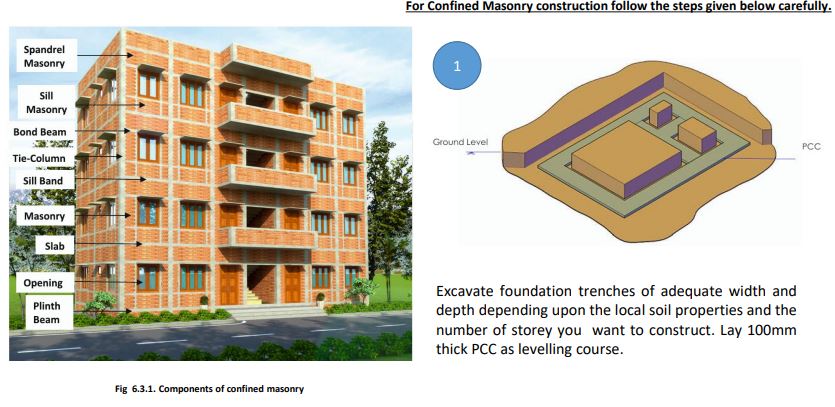 For Confined Masonry construction follow the steps given below carefully.
Spandrel
Masonry
Sill
Masonry
Bond Beam
Tie-Column
Sill Band
Masonry
Slab
Opening
Plinth
Beam
Fig 6.3.1. Components of confined masonry
1
Ground Level
PCC
Excavate foundation trenches of adequate width and
depth depending upon the local soil properties and the
number of storey you want to construct. Lay 100mm
thick PCC as levelling course.